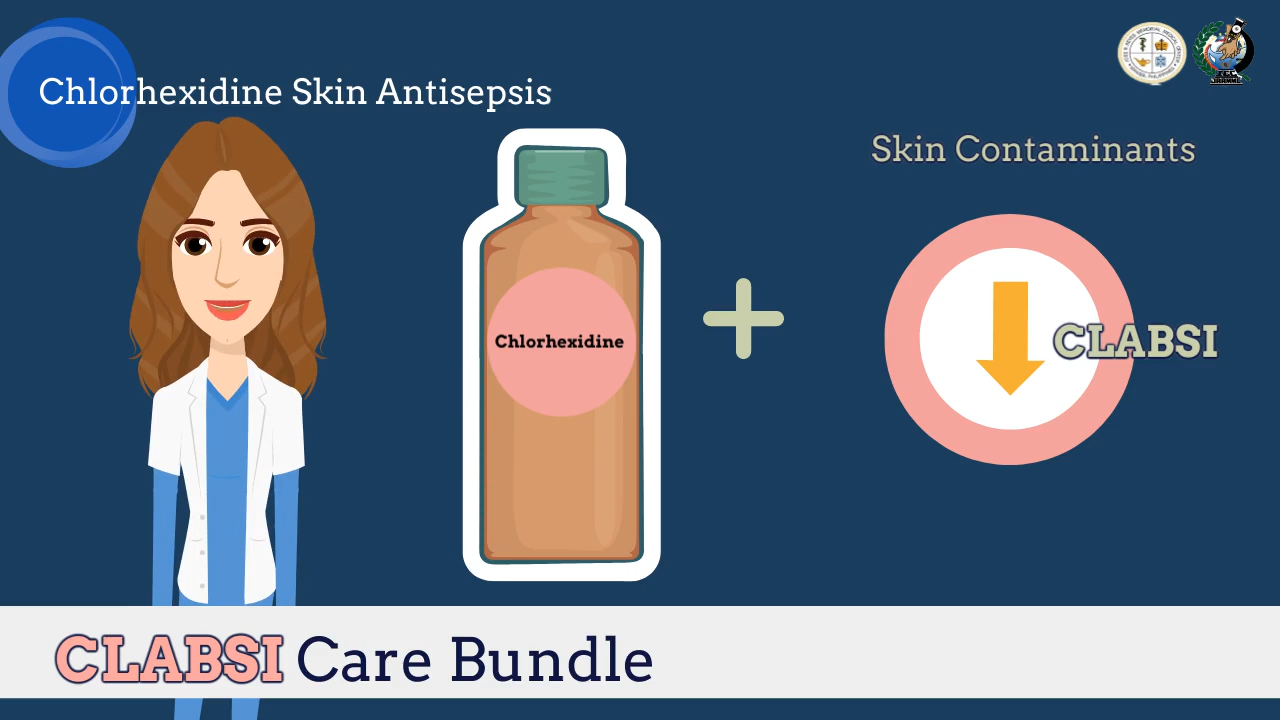 Chlorhexidine Skin Antisepsis
Skin Contaminants
Chlorhexidine
CLABSI
CLABSI Care Bundle